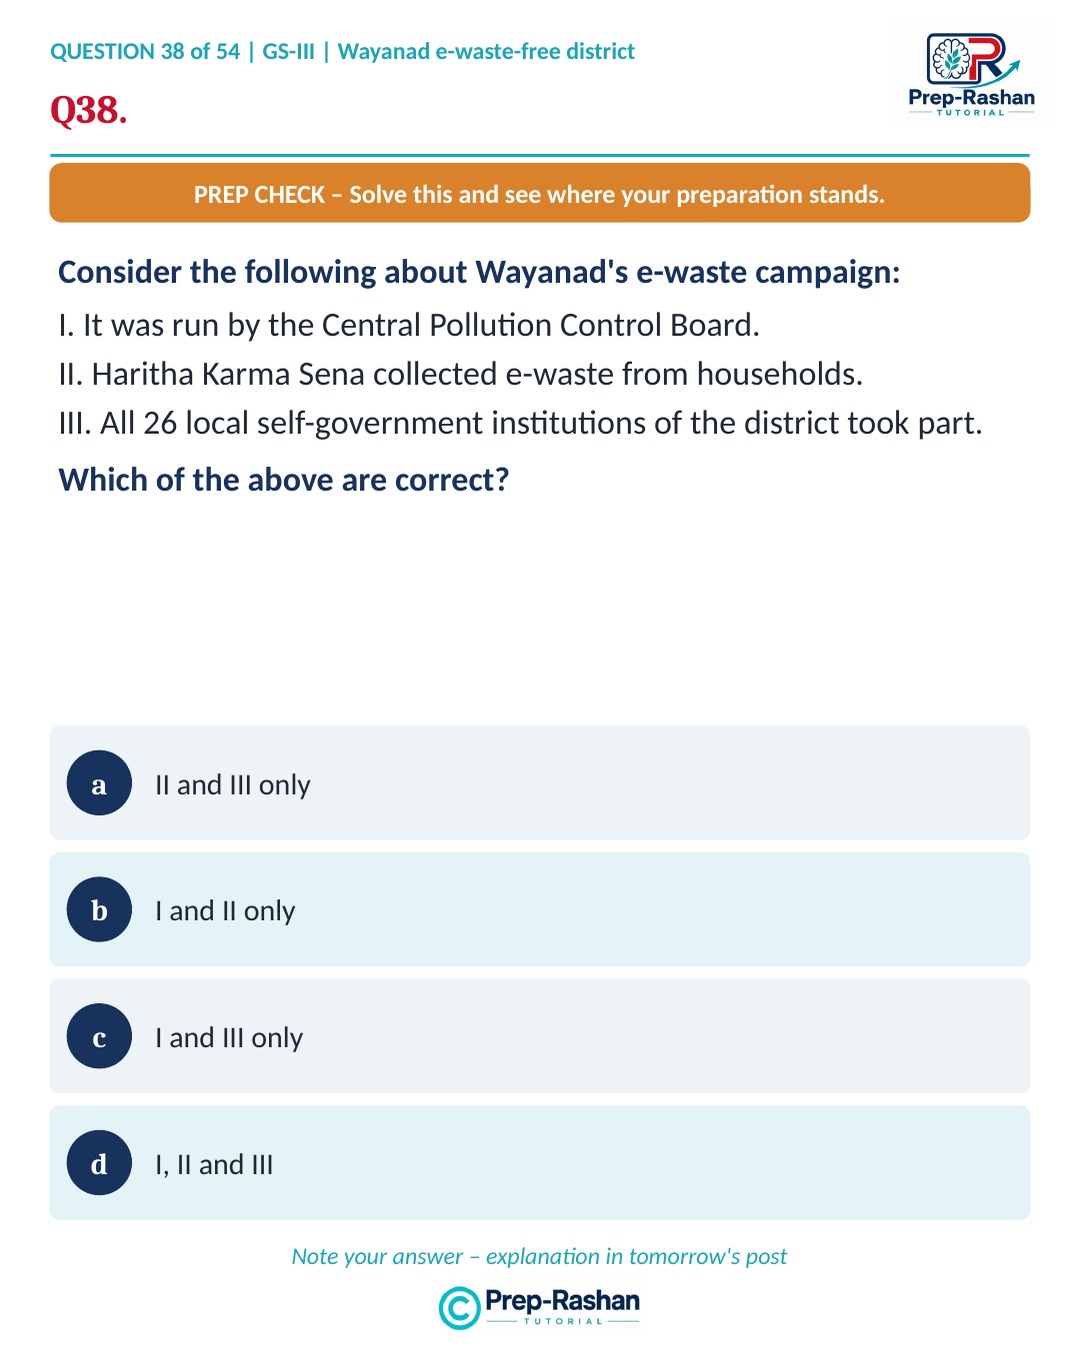 QUESTION 38 of 54 | GS-III | Wayanad e-waste-free district
Q38.
Prep-Rashan
TUTORIAL
PREP CHECK – Solve this and see where your preparation stands.
Consider the following about Wayanad's e-waste campaign:
I. It was run by the Central Pollution Control Board.
II. Haritha Karma Sena collected e-waste from households.
III. All 26 local self-government institutions of the district took part.
Which of the above are correct?
a II and III only
b I and II only
c I and III only
d I, II and III
Note your answer – explanation in tomorrow's post
© Prep-Rashan
TUTORIAL